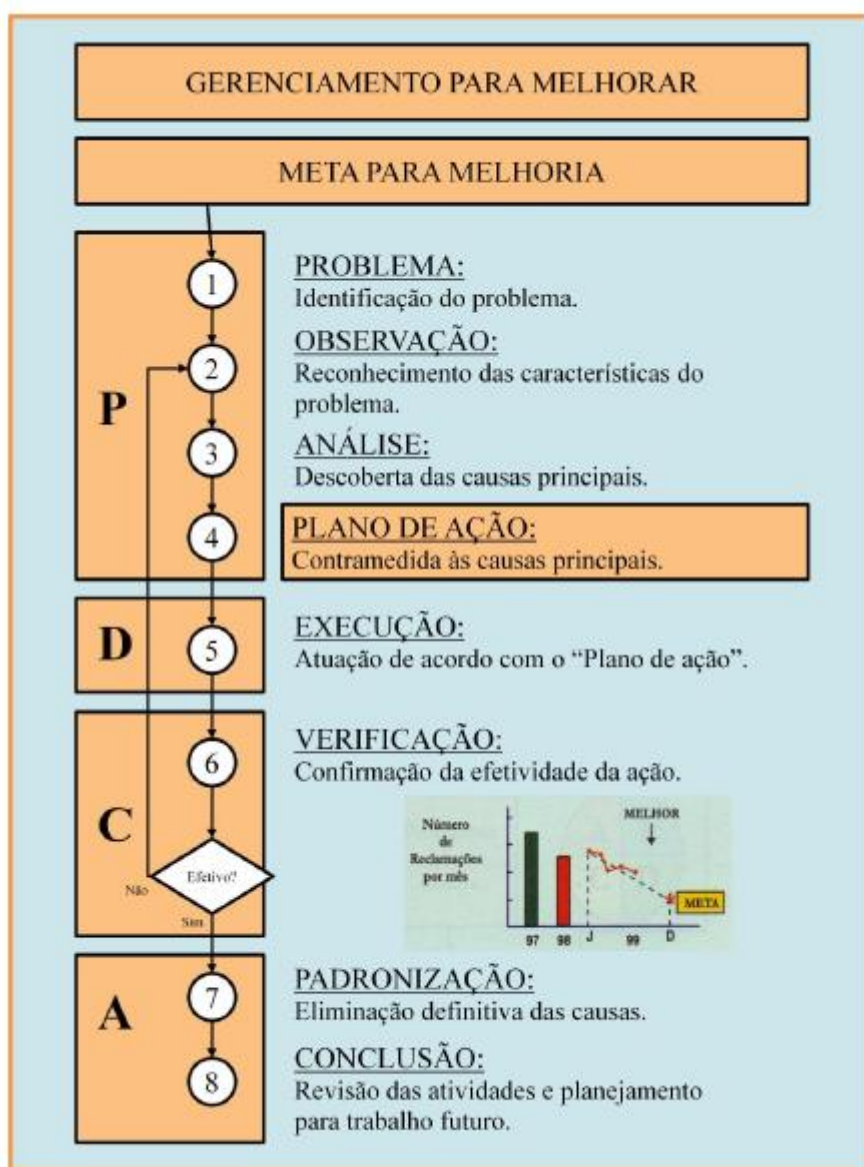 GERENCIAMENTO PARA MELHORAR
META PARA MELHORIA
P
1
PROBLEMA:
Identificação do problema.
2
OBSERVAÇÃO:
Reconhecimento das características do
problema.
3
ANÁLISE:
Descoberta das causas principais.
4
PLANO DE AÇÃO:
Contramedida às causas principais.
D
5
EXECUÇÃO:
Atuação de acordo com o “Plano de ação”.
C
6
VERIFICAÇÃO:
Confirmação da efetividade da ação.
Efetivo?
Não
Sim
Número
de
Reclamações
por mês
MELHOR
META
97 98 J 99 D
A
7
PADRONIZAÇÃO:
Eliminação definitiva das causas.
8
CONCLUSÃO:
Revisão das atividades e planejamento
para trabalho futuro.